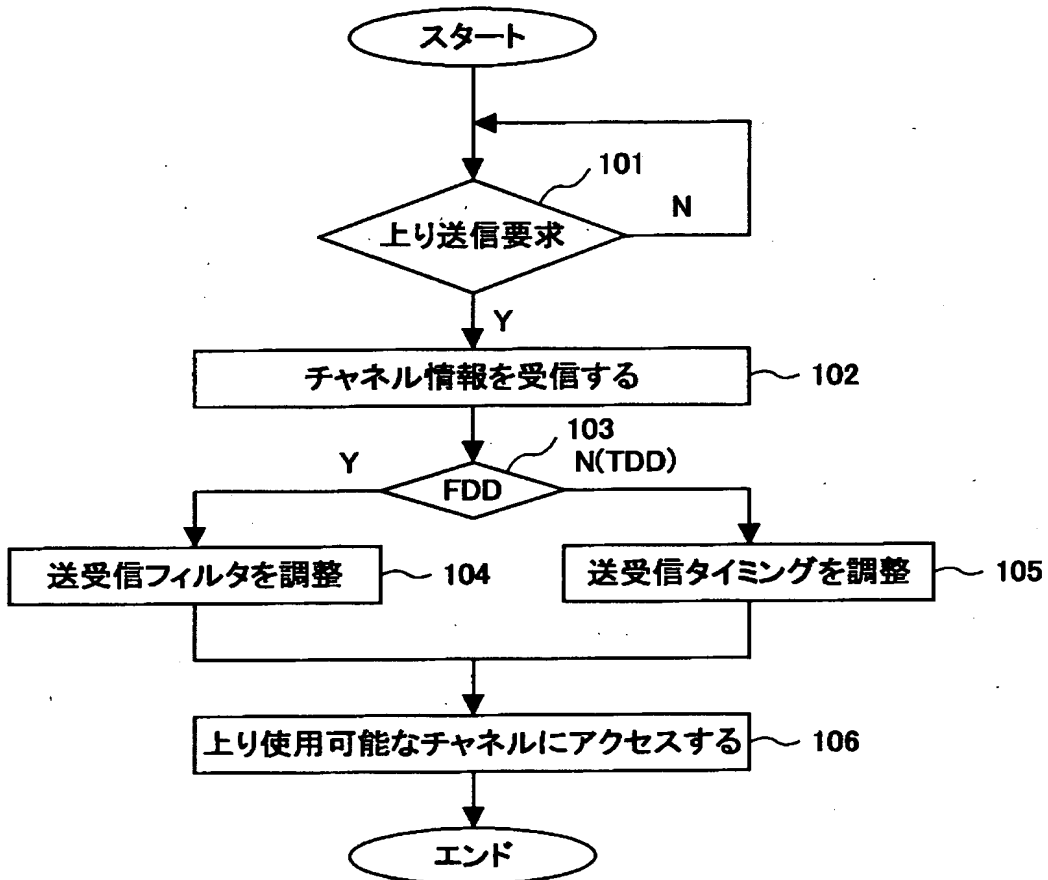 スタート
101
上り送信要求
N
Y
チャネル情報を受信する
102
103
Y
N(TDD)
FDD
送受信フィルタを調整
104
送受信タイミングを調整
105
上り使用可能なチャネルにアクセスする
106
エンド